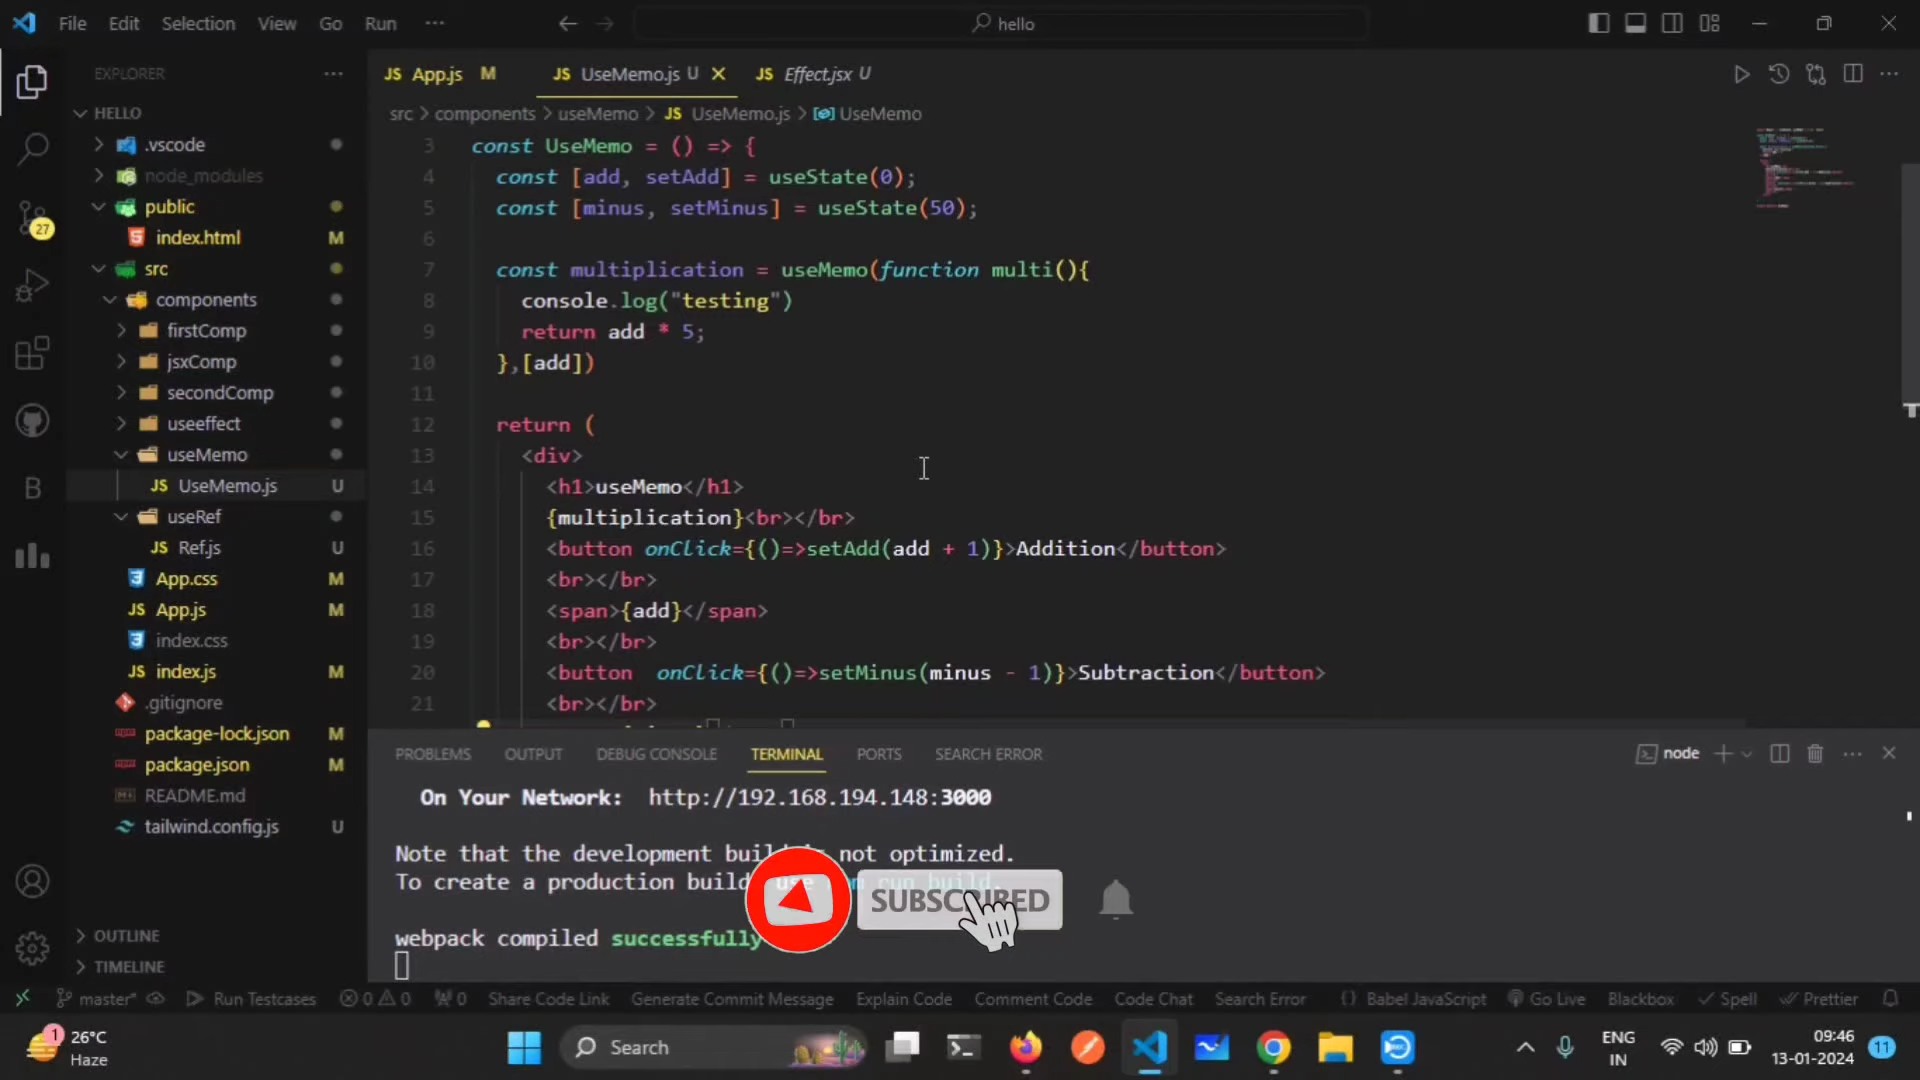 File Edit Selection View Go Run ··· hello
EXPLORER ···
HELLO
.vscode
node_modules
public
index.html M
src
components
firstComp
jsxComp
secondComp
useeffect
useMemo
JS UseMemo.js U
useRef
JS Ref.js U
App.css M
JS App.js M
index.css
JS index.js M
.gitignore
package-lock.json M
package.json M
README.md
tailwind.config.js U
OUTLINE
TIMELINE
27
B
JS App.js M
JS UseMemo.js U
JS Effect.jsx U
src > components > useMemo > JS UseMemo.js > UseMemo
3 const UseMemo = () => {
4 const [add, setAdd] = useState(0);
5 const [minus, setMinus] = useState(50);
6
7 const multiplication = useMemo(function multi(){
8 console.log("testing")
9 return add * 5;
10 },[add])
11
12 return (
13 <div>
14 <h1>useMemo</h1>
15 {multiplication}<br></br>
16 <button onClick={()=>setAdd(add + 1)}>Addition</button>
17 <br></br>
18 <span>{add}</span>
19 <br></br>
20 <button  onClick={()=>setMinus(minus - 1)}>Subtraction</button>
21 <br></br>
PROBLEMS OUTPUT DEBUG CONSOLE TERMINAL PORTS SEARCH ERROR node
On Your Network: http://192.168.194.148:3000
Note that the development build is not optimized.
To create a production build, use npm run build.
webpack compiled successfully
SUBSCRIBED
master* Run Testcases 0 0 0 Share Code Link Generate Commit Message Explain Code Comment Code Code Chat Search Error Babel JavaScript Go Live Blackbox Spell Prettier
1
26°C
Haze
Search
ENG
IN
09:46
13-01-2024
11